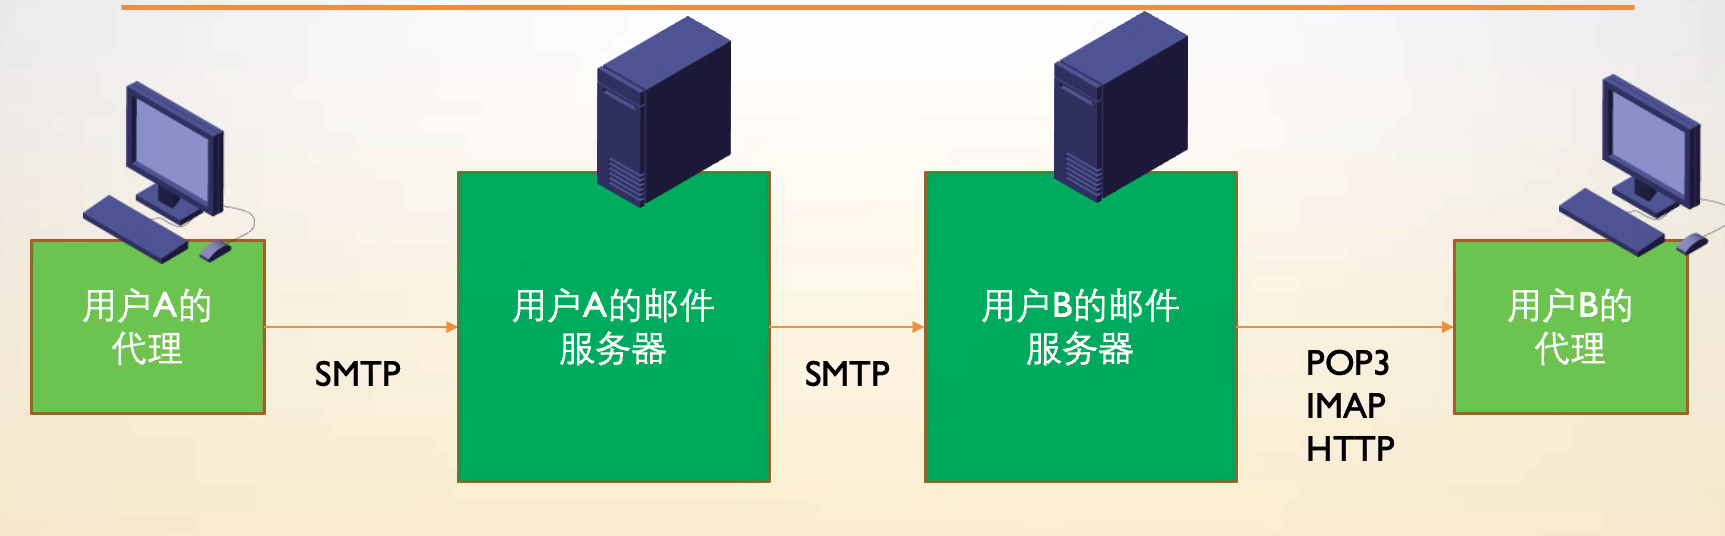 用户A的
代理
SMTP
用户A的邮件
服务器
SMTP
用户B的邮件
服务器
POP3
IMAP
HTTP
用户B的
代理